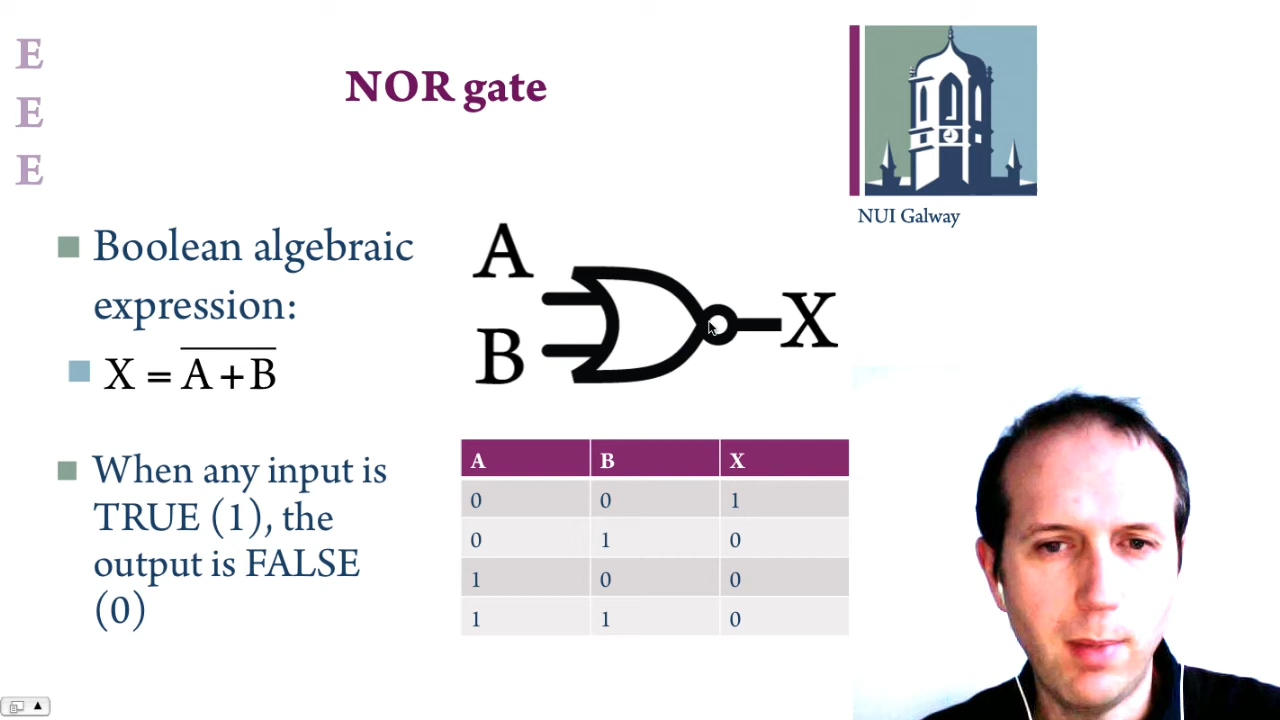 E
E
E
NOR gate
NUI Galway
Boolean algebraic
expression:
X = \overline{A + B}
When any input is
TRUE (1), the
output is FALSE
(0)
A
B
X
A B X
0 0 1
0 1 0
1 0 0
1 1 0